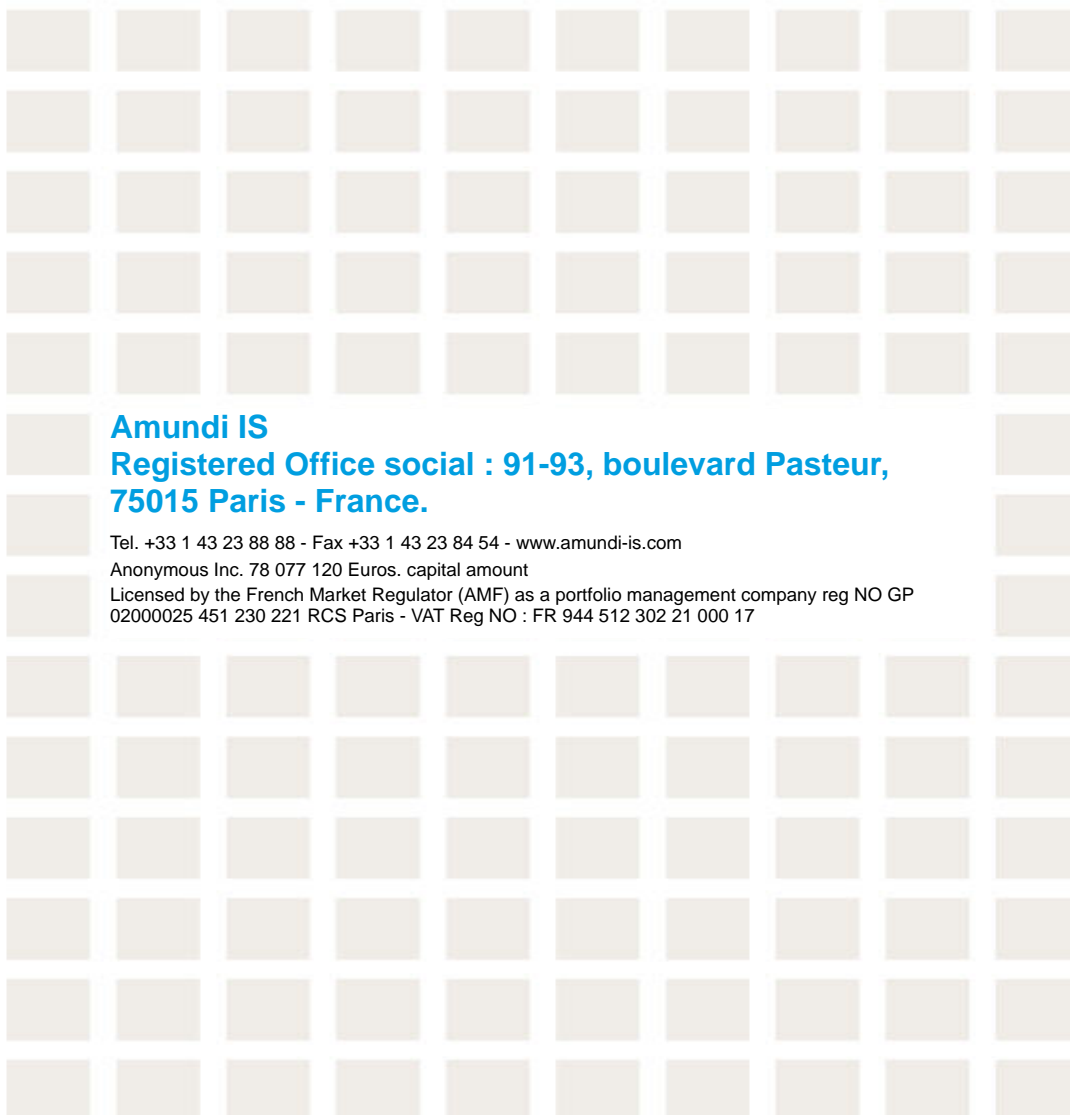 Amundi IS
Registered Office social : 91-93, boulevard Pasteur,
75015 Paris - France.
Tel. +33 1 43 23 88 88 - Fax +33 1 43 23 84 54 - www.amundi-is.com
Anonymous Inc. 78 077 120 Euros. capital amount
Licensed by the French Market Regulator (AMF) as a portfolio management company reg NO GP
02000025 451 230 221 RCS Paris - VAT Reg NO : FR 944 512 302 21 000 17